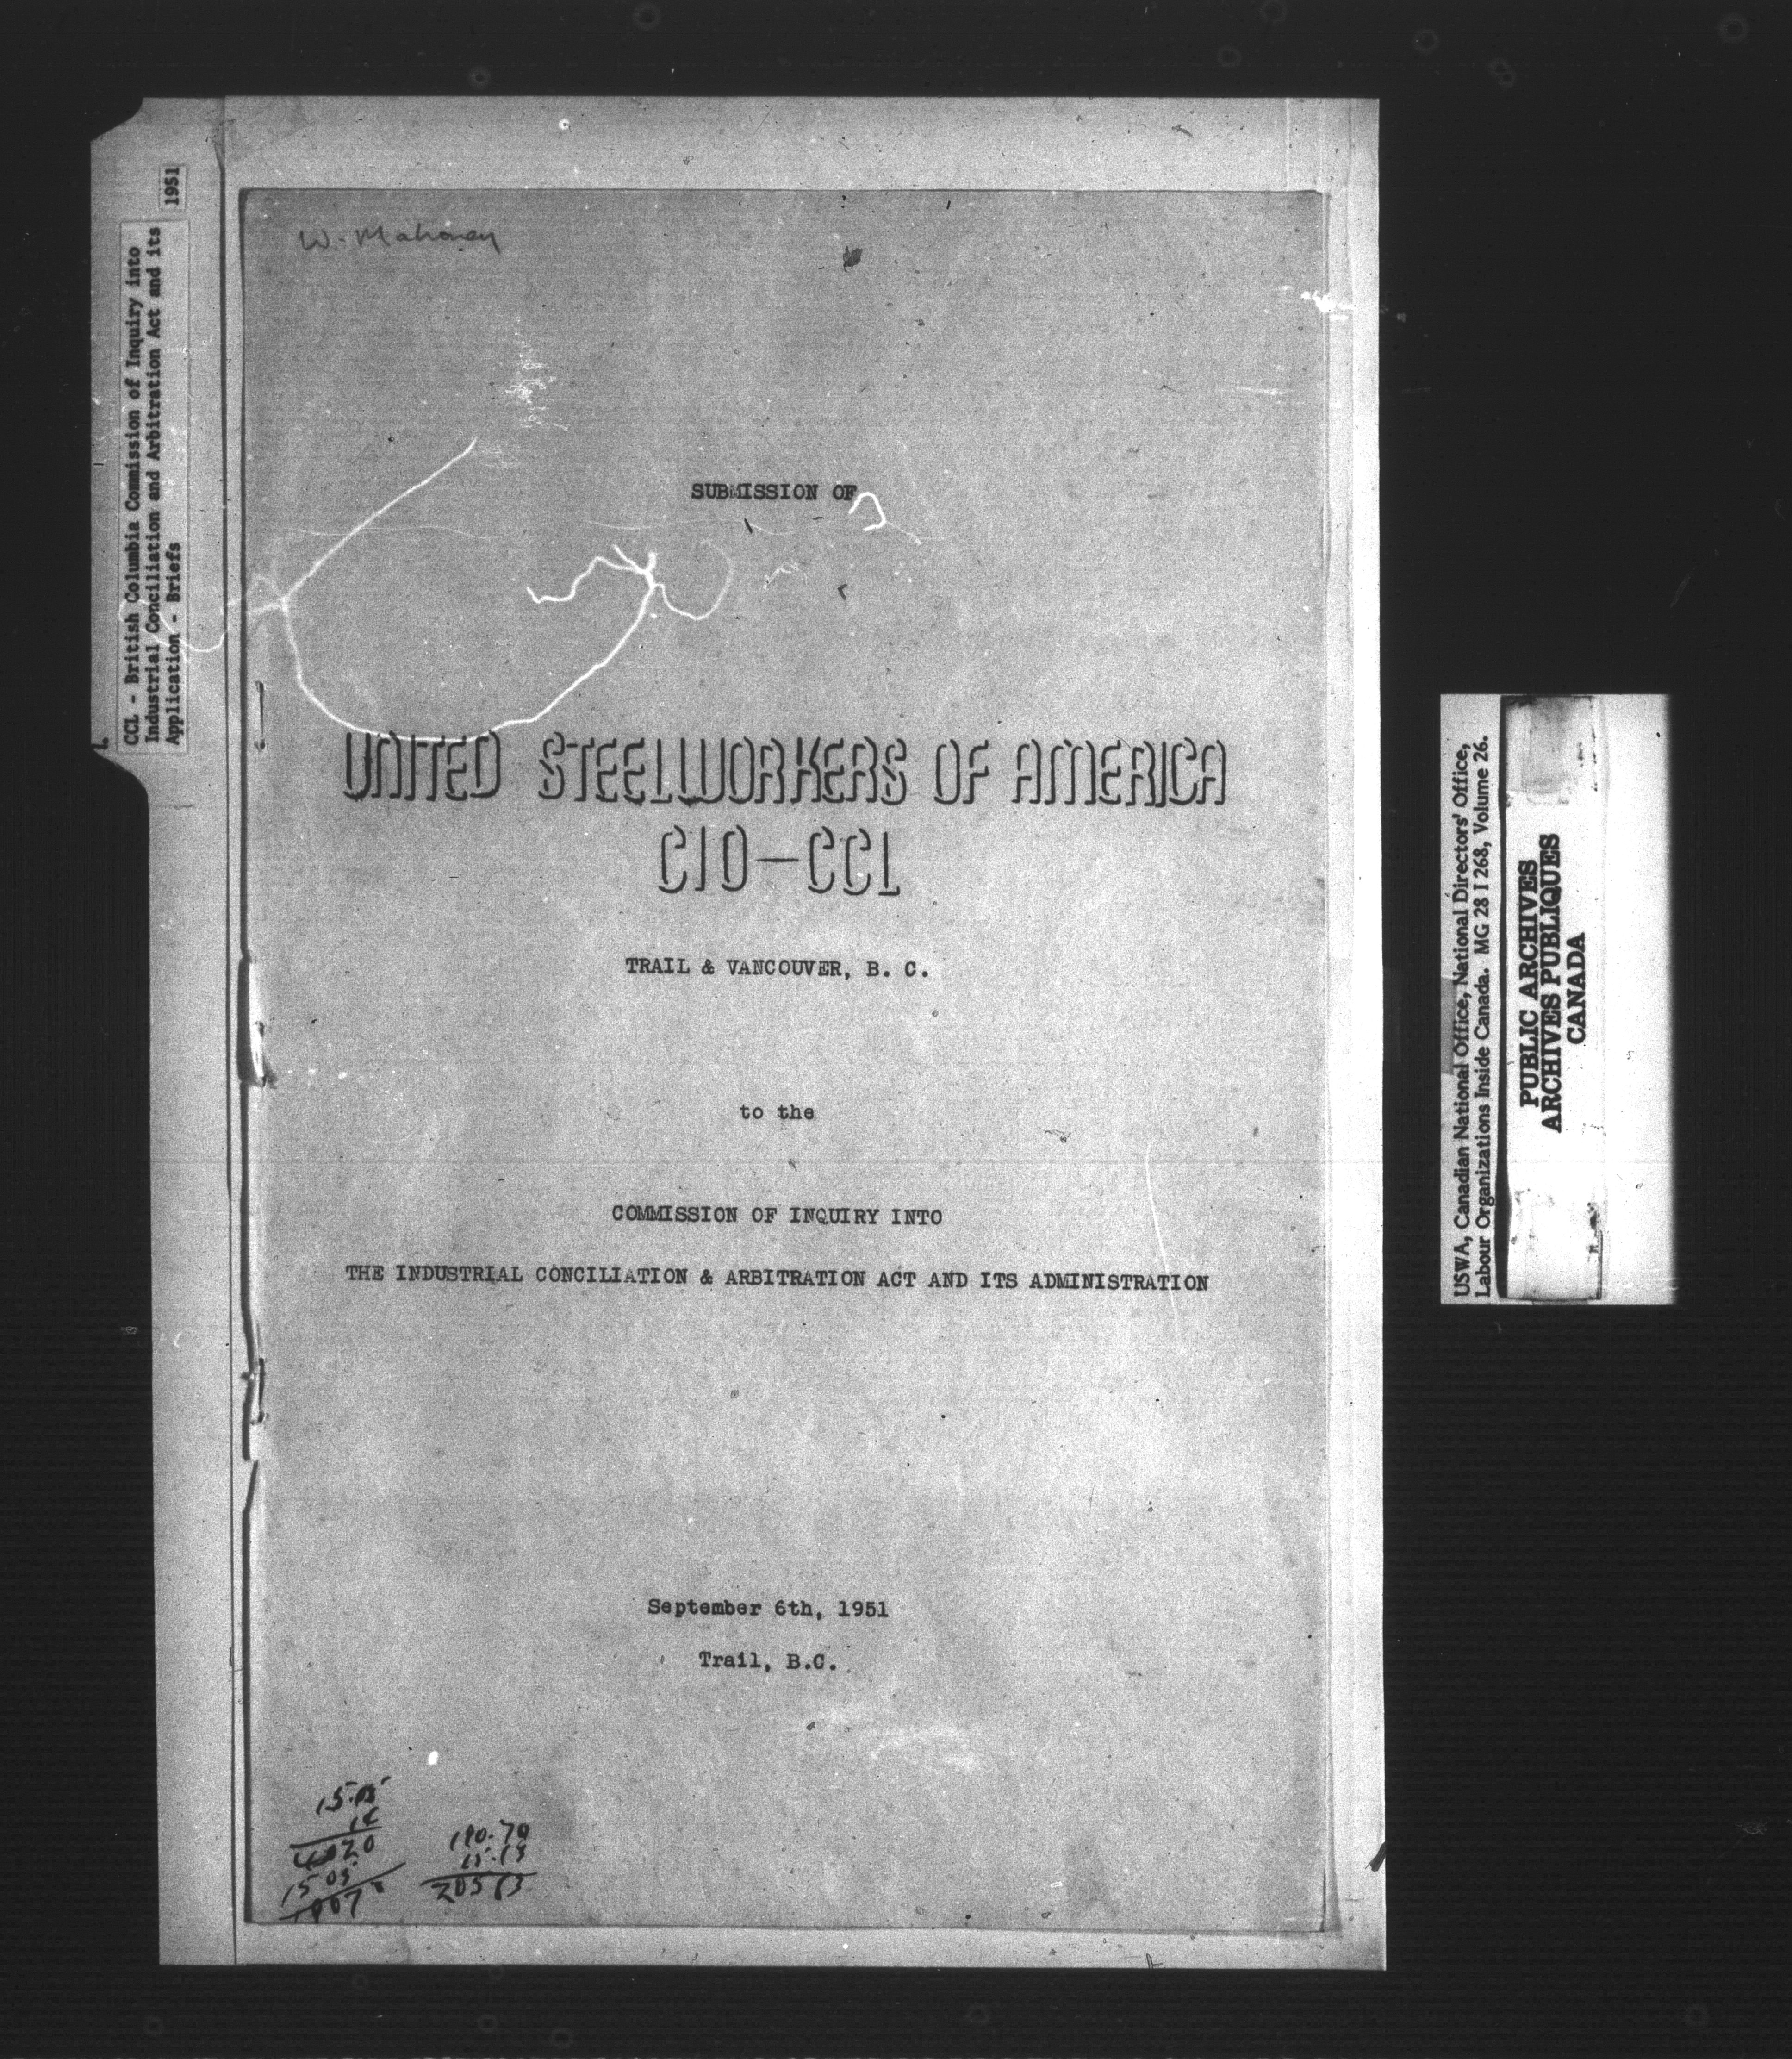 1951
CCL - British Columbia Commission of Inquiry into
Industrial Conciliation and Arbitration Act and its
Application - Briefs
W. Mahoney
SUBMISSION OF
UNITED STEELWORKERS OF AMERICA
CIO-CCL
TRAIL & VANCOUVER, B. C.
to the
COMMISSION OF INQUIRY INTO
THE INDUSTRIAL CONCILIATION & ARBITRATION ACT AND ITS ADMINISTRATION
September 6th, 1951
Trail, B.C.
USWA, Canadian National Office, National Directors' Office,
Labour Organizations Inside Canada. MG 28 I 268, Volume 26.
PUBLIC ARCHIVES
ARCHIVES PUBLIQUES
CANADA